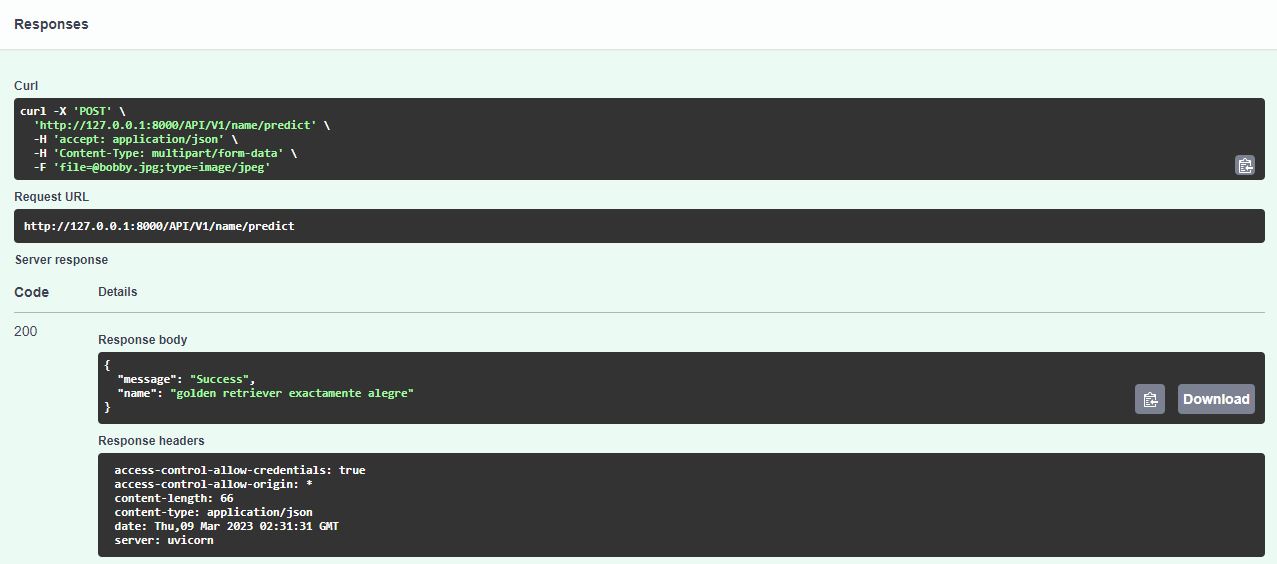 Responses
Curl
curl -X 'POST' \
  'http://127.0.0.1:8000/API/V1/name/predict' \
  -H 'accept: application/json' \
  -H 'Content-Type: multipart/form-data' \
  -F 'file=@bobby.jpg;type=image/jpeg'
Request URL
http://127.0.0.1:8000/API/V1/name/predict
Server response
Code Details
200
Response body
{
  "message": "Success",
  "name": "golden retriever exactamente alegre"
}
Download
Response headers
access-control-allow-credentials: true
access-control-allow-origin: *
content-length: 66
content-type: application/json
date: Thu,09 Mar 2023 02:31:31 GMT
server: uvicorn